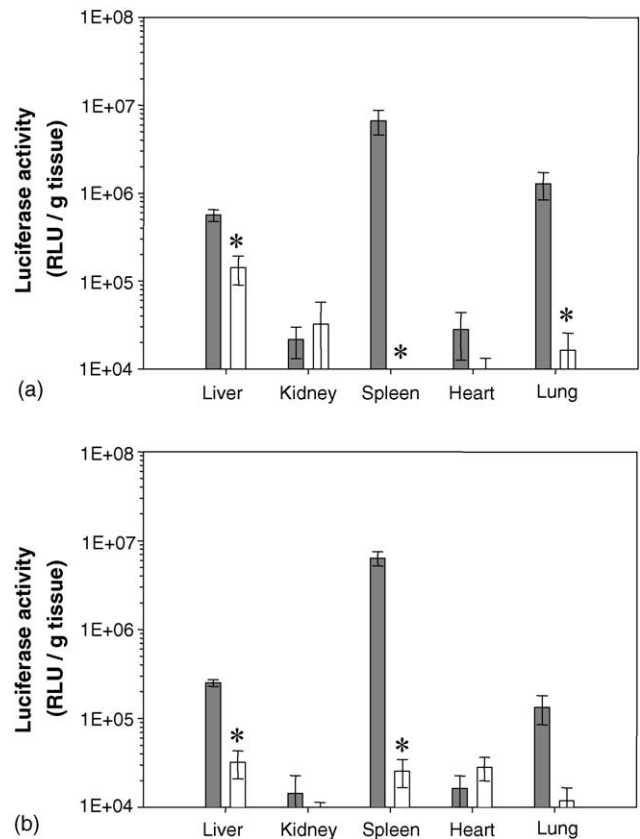 Luciferase activity
(RLU / g tissue)
1E+08
1E+07
1E+06
1E+05
1E+04
*
*
*
(a)
Liver Kidney Spleen Heart Lung
Luciferase activity
(RLU / g tissue)
1E+08
1E+07
1E+06
1E+05
1E+04
*
*
(b)
Liver Kidney Spleen Heart Lung